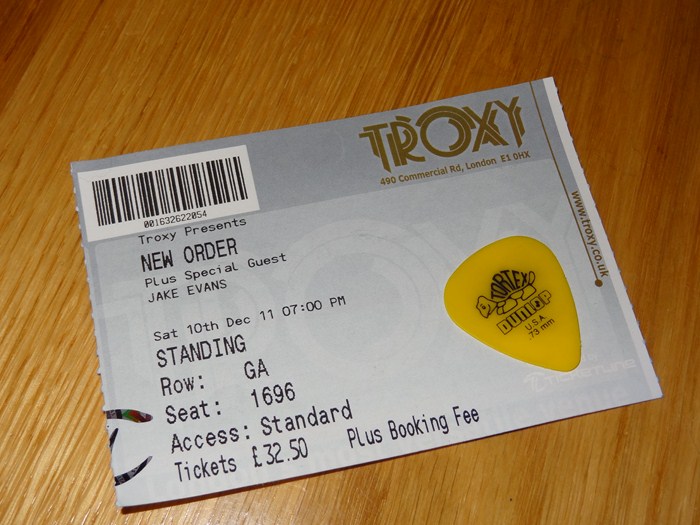 TROXY
490 Commercial Rd, London E1 0HX
www.troxy.co.uk
001632622054
Troxy Presents
NEW ORDER
Plus Special Guest
JAKE EVANS
Sat 10th Dec 11 07:00 PM
STANDING
Row: GA
Seat: 1696
Access: Standard
Tickets £32.50 Plus Booking Fee
TORTEX
DUNLOP
U.S.A
.73 mm